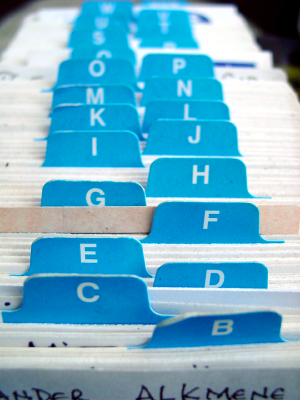 W
U T
S
O P
M N
K L
I J
H
G F
E D
C B
ANDER ALKMENE